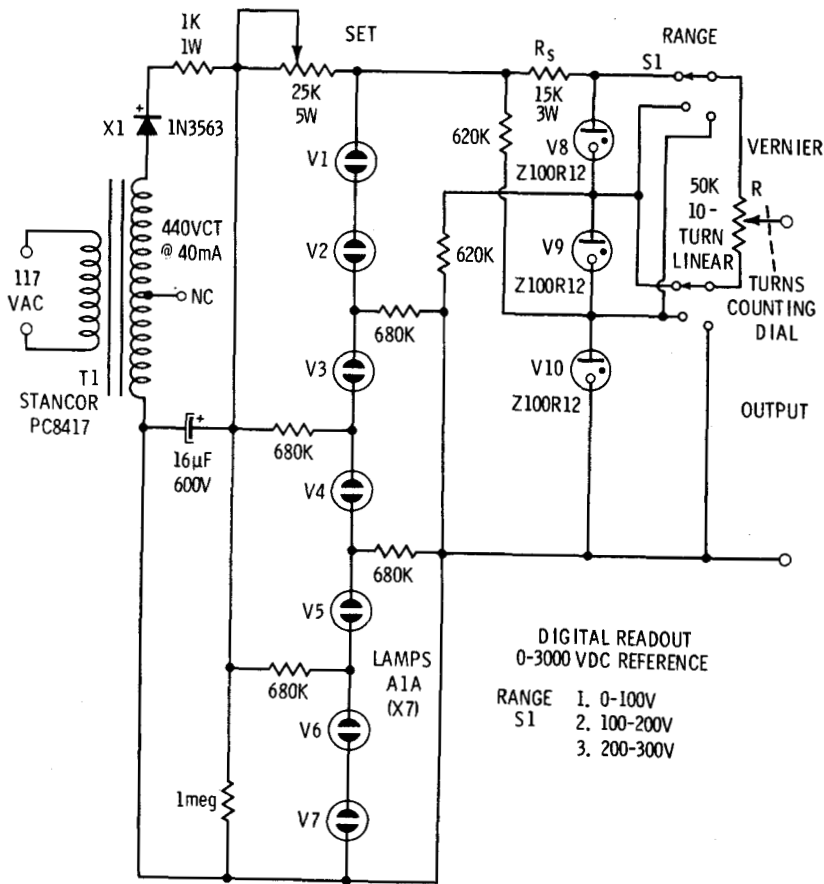 1K
1W
SET
RANGE
S1
RS
15K
3W
25K
5W
X1
1N3563
620K
V8
Z100R12
VERNIER
V1
440VCT
@ 40mA
50K
10-
TURN
LINEAR
R
117
VAC
V2
620K
V9
Z100R12
NC
TURNS
COUNTING
DIAL
680K
T1
STANCOR
PC8417
V3
V10
Z100R12
OUTPUT
16µF
600V
680K
V4
680K
V5
DIGITAL READOUT
0-3000 VDC REFERENCE
LAMPS
A1A
(X7)
680K
RANGE 1. 0-100V
S1 2. 100-200V
3. 200-300V
V6
1meg
V7